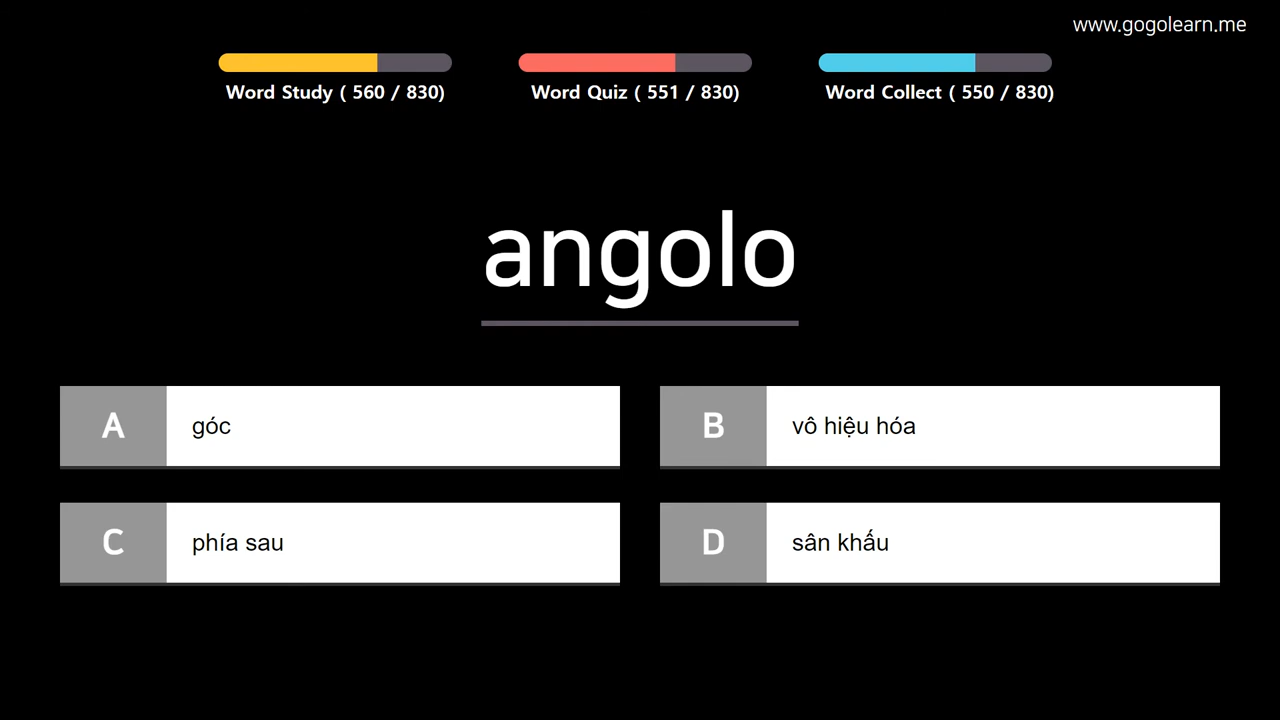 www.gogolearn.me
Word Study ( 560 / 830)
Word Quiz ( 551 / 830)
Word Collect ( 550 / 830)
angolo
A góc
B vô hiệu hóa
C phía sau
D sân khấu